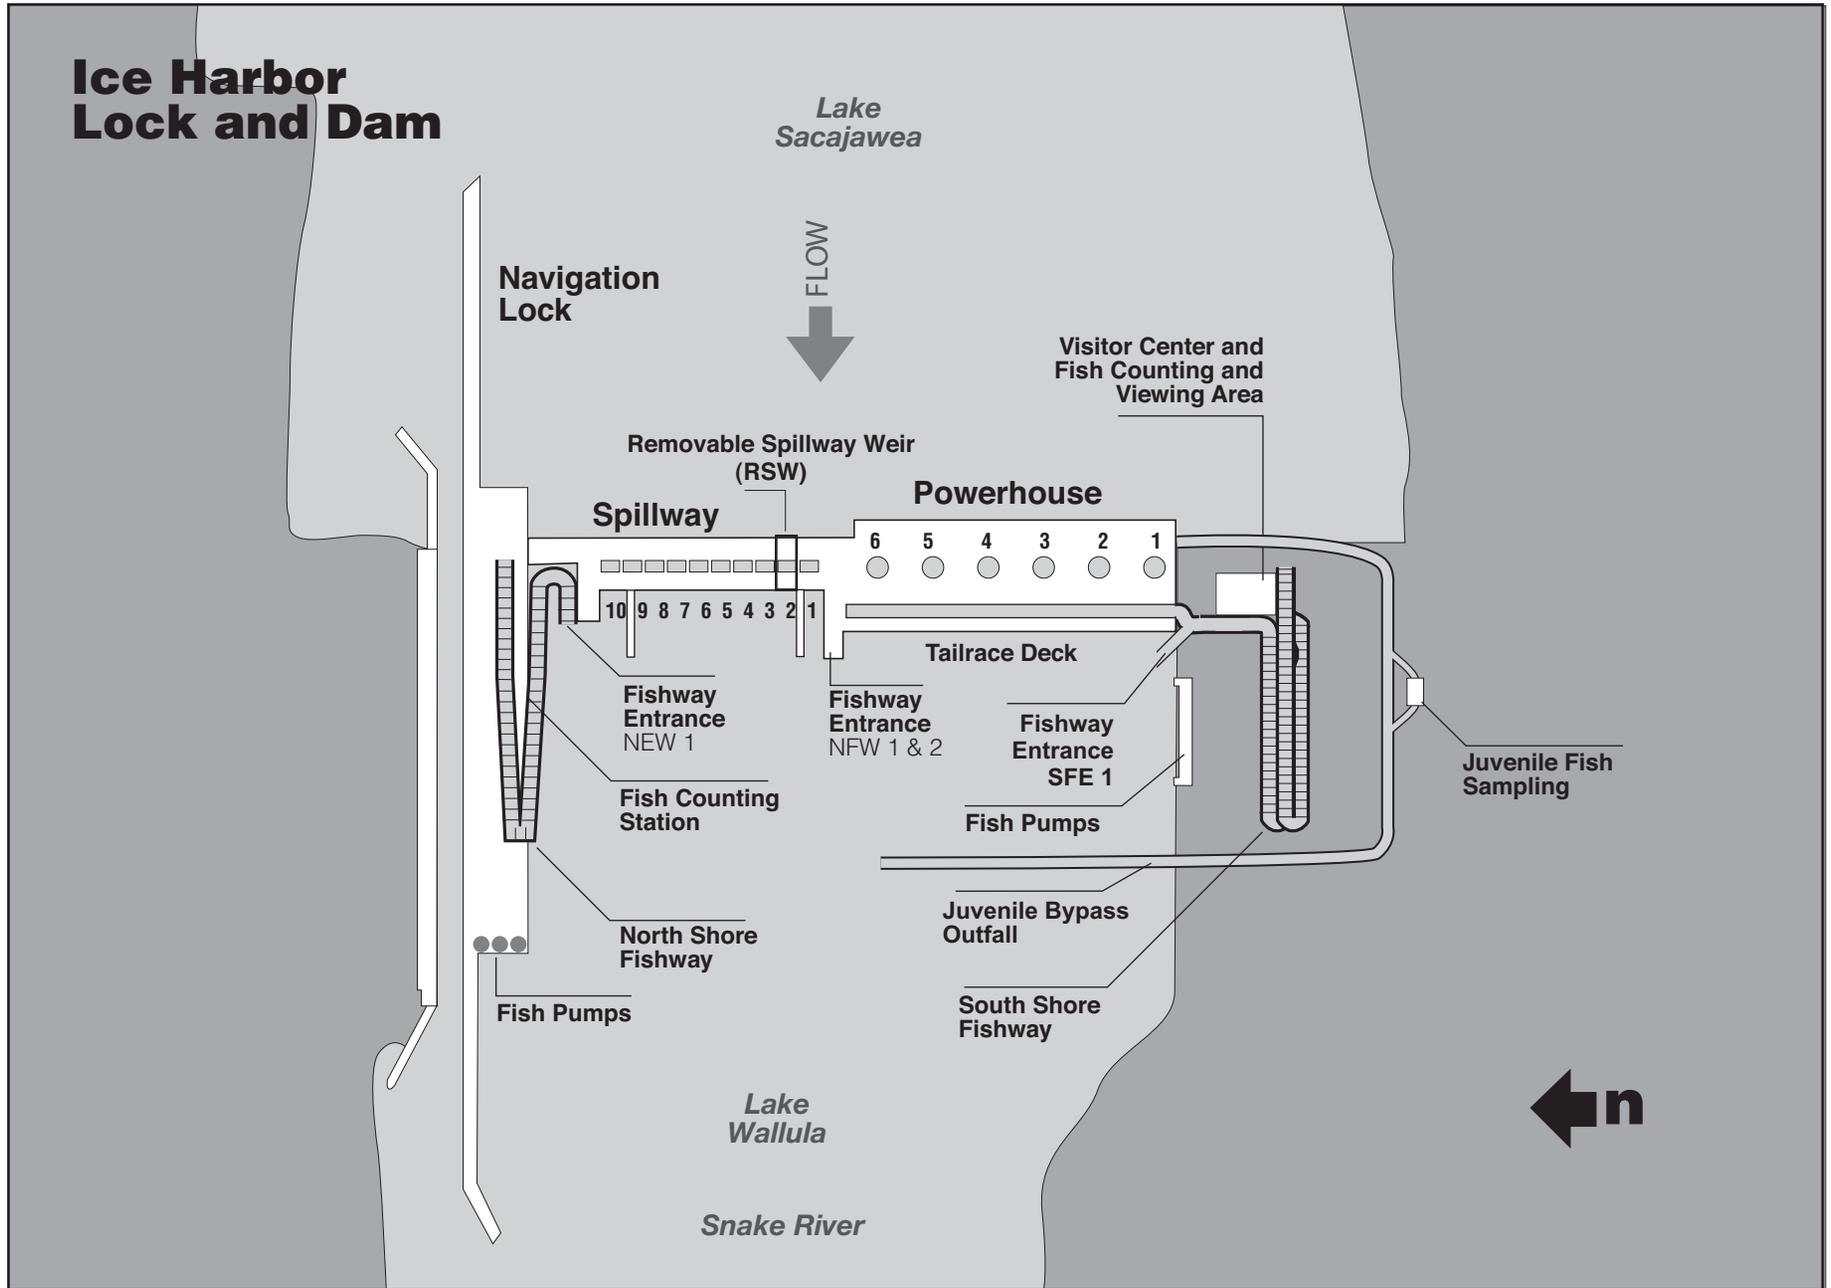 Ice Harbor
Lock and Dam
Lake
Sacajawea
FLOW
Navigation
Lock
Visitor Center and
Fish Counting and
Viewing Area
Removable Spillway Weir
(RSW)
Powerhouse
Spillway
6 5 4 3 2 1
10 9 8 7 6 5 4 3 2 1
Tailrace Deck
Fishway
Entrance
NEW 1
Fishway
Entrance
NFW 1 & 2
Fishway
Entrance
SFE 1
Fish Counting
Station
Fish Pumps
Juvenile Fish
Sampling
North Shore
Fishway
Juvenile Bypass
Outfall
Fish Pumps
South Shore
Fishway
Lake
Wallula
n
Snake River